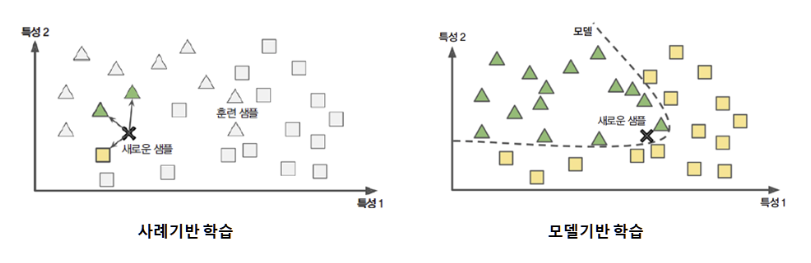 특성 2
훈련 샘플
새로운 샘플
특성 1
사례기반 학습
모델
특성 2
새로운 샘플
특성 1
모델기반 학습